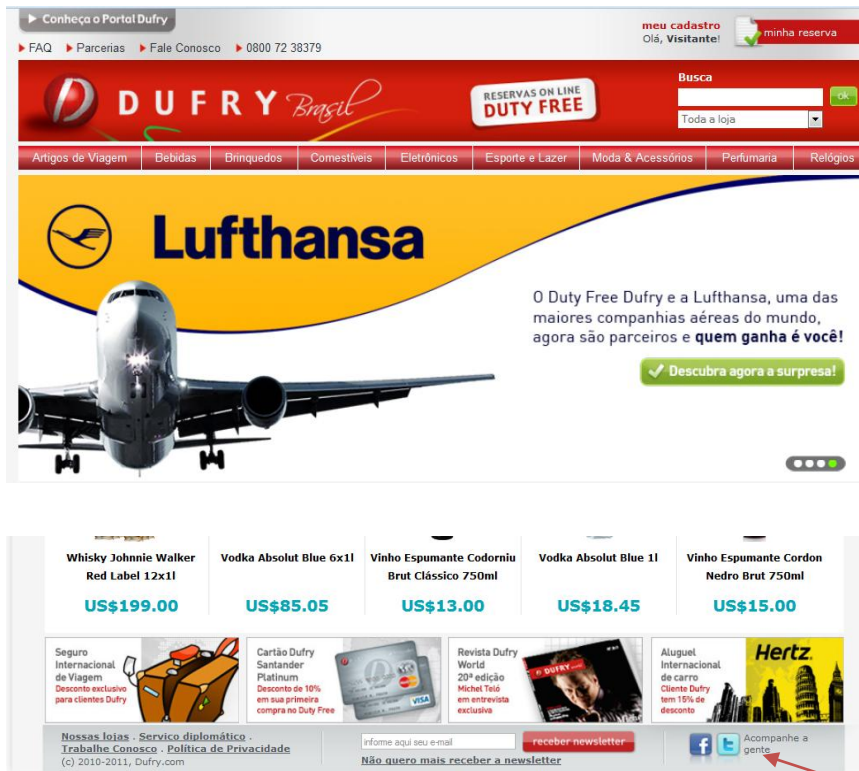 Conheça o Portal Dufry
meu cadastro
Olá, Visitante!
minha reserva
FAQ Parcerias Fale Conosco 0800 72 38379
DUFRY Brasil
RESERVAS ON LINE
DUTY FREE
Busca
ok
Toda a loja
Artigos de Viagem Bebidas Brinquedos Comestíveis Eletrônicos Esporte e Lazer Moda & Acessórios Perfumaria Relógios
Lufthansa
O Duty Free Dufry e a Lufthansa, uma das
maiores companhias aéreas do mundo,
agora são parceiros e quem ganha é você!
Descubra agora a surpresa!
Whisky Johnnie Walker
Red Label 12x1l
US$199.00
Vodka Absolut Blue 6x1l
US$85.05
Vinho Espumante Codorniu
Brut Clássico 750ml
US$13.00
Vodka Absolut Blue 1l
US$18.45
Vinho Espumante Cordon
Nedro Brut 750ml
US$15.00
Seguro
Internacional
de Viagem
Desconto exclusivo
para clientes Dufry
Cartão Dufry
Santander
Platinum
Desconto de 10%
em sua primeira
compra no Duty Free
VISA
Revista Dufry
World
20ª edição
Michel Teló
em entrevista
exclusiva
DUFRY
Aluguel
Internacional
de carro
Cliente Dufry
tem 15% de
desconto
Hertz
Nossas lojas . Servico diplomático .
Trabalhe Conosco . Política de Privacidade
(c) 2010-2011, Dufry.com
informe aqui seu e-mail
receber newsletter
Não quero mais receber a newsletter
Acompanhe a
gente